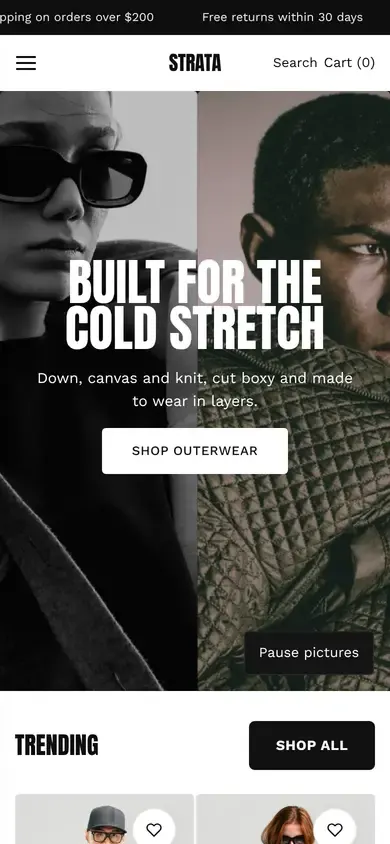 pping on orders over $200 Free returns within 30 days
STRATA
Search Cart (0)
BUILT FOR THE
COLD STRETCH
Down, canvas and knit, cut boxy and made
to wear in layers.
SHOP OUTERWEAR
Pause pictures
TRENDING
SHOP ALL